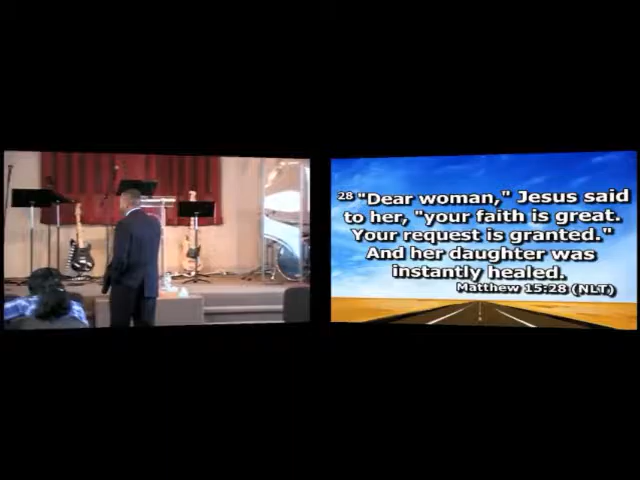 28 "Dear woman," Jesus said
to her, "your faith is great.
Your request is granted."
And her daughter was
instantly healed.
Matthew 15:28 (NLT)